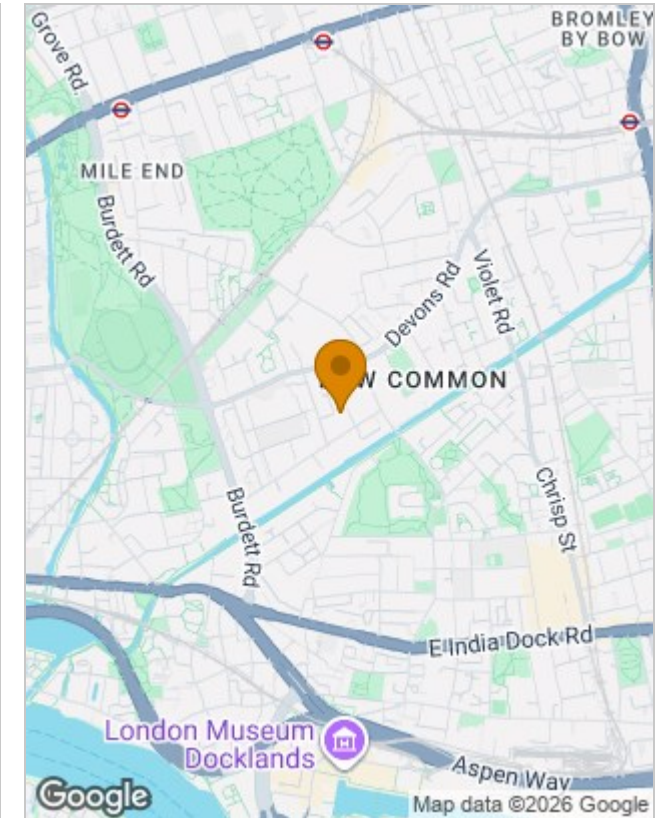 Grove Rd.
BROMLEY
BY BOW
MILE END
Burdett Rd
Violet Rd
Devons Rd
W COMMON
Chrisp St
Burdett Rd
E India Dock Rd
London Museum
Docklands
Aspen Way
Google
Map data ©2026 Google